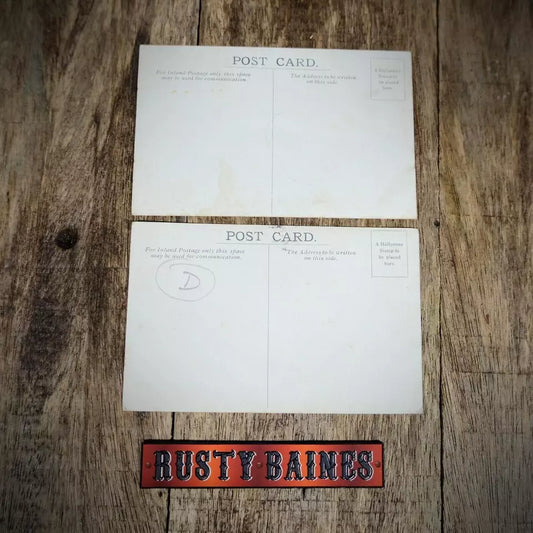 POST CARD.
For Inland Postage only this space
may be used for communication.
The Address to be written
on this side.
A Halfpenny
Stamp to
be placed
here.
POST CARD.
For Inland Postage only this space
may be used for communication.
The Address to be written
on this side.
A Halfpenny
Stamp to
be placed
here.
D
RUSTY BAINES